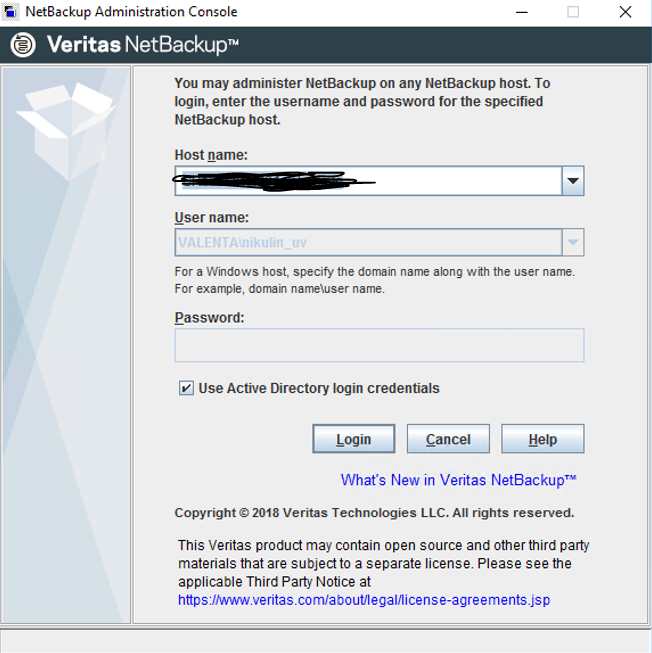 NetBackup Administration Console
Veritas NetBackup™
You may administer NetBackup on any NetBackup host. To
login, enter the username and password for the specified
NetBackup host.
Host name:
User name:
VALENTA\nikulin_uv
For a Windows host, specify the domain name along with the user name.
For example, domain name\user name.
Password:
Use Active Directory login credentials
Login Cancel Help
What's New in Veritas NetBackup™
Copyright © 2018 Veritas Technologies LLC. All rights reserved.
This Veritas product may contain open source and other third party
materials that are subject to a separate license. Please see the
applicable Third Party Notice at
https://www.veritas.com/about/legal/license-agreements.jsp